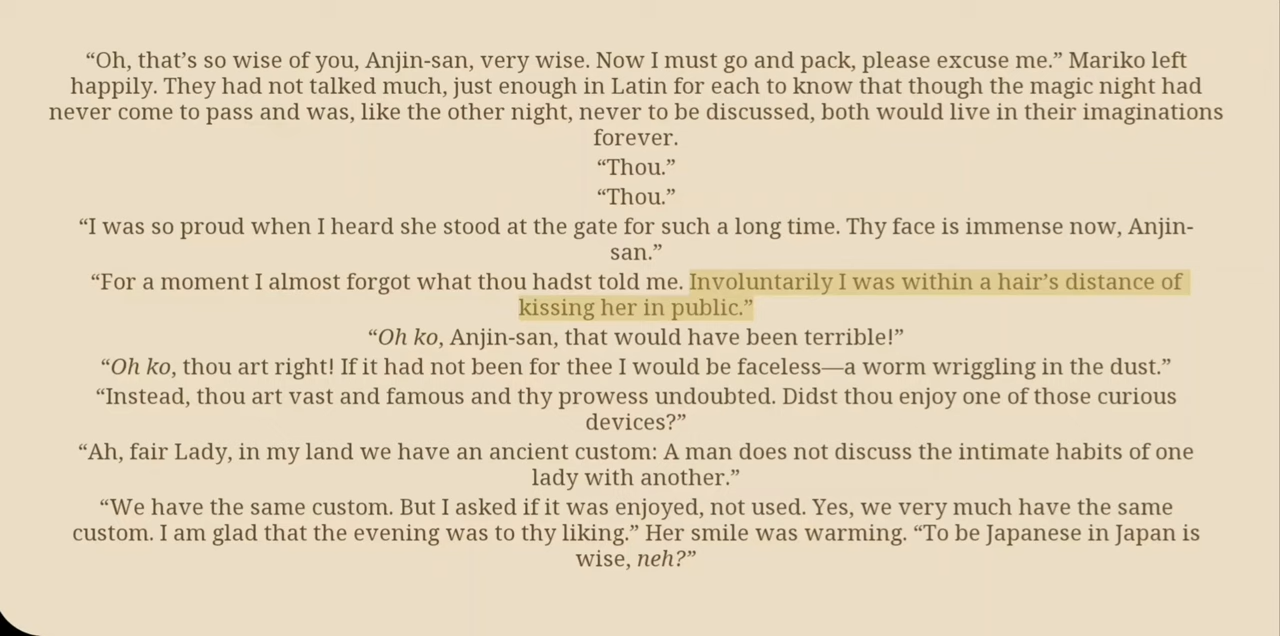 “Oh, that’s so wise of you, Anjin-san, very wise. Now I must go and pack, please excuse me.” Mariko left
happily. They had not talked much, just enough in Latin for each to know that though the magic night had
never come to pass and was, like the other night, never to be discussed, both would live in their imaginations
forever.
“Thou.”
“Thou.”
“I was so proud when I heard she stood at the gate for such a long time. Thy face is immense now, Anjin-
san.”
“For a moment I almost forgot what thou hadst told me. Involuntarily I was within a hair’s distance of
kissing her in public.”
“Oh ko, Anjin-san, that would have been terrible!”
“Oh ko, thou art right! If it had not been for thee I would be faceless—a worm wriggling in the dust.”
“Instead, thou art vast and famous and thy prowess undoubted. Didst thou enjoy one of those curious
devices?”
“Ah, fair Lady, in my land we have an ancient custom: A man does not discuss the intimate habits of one
lady with another.”
“We have the same custom. But I asked if it was enjoyed, not used. Yes, we very much have the same
custom. I am glad that the evening was to thy liking.” Her smile was warming. “To be Japanese in Japan is
wise, neh?”